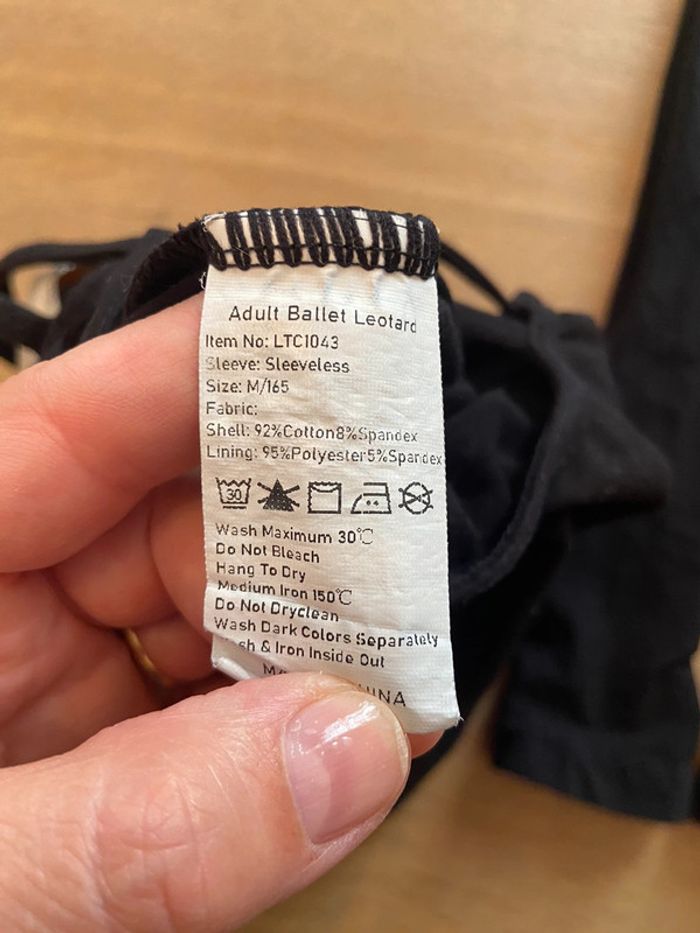 Adult Ballet Leotard
Item No: LTC1043
Sleeve: Sleeveless
Size: M/165
Fabric:
Shell: 92%Cotton8%Spandex
Lining: 95%Polyester5%Spandex
30
Wash Maximum 30℃
Do Not Bleach
Hang To Dry
Medium Iron 150℃
Do Not Dryclean
Wash Dark Colors Separately
& Iron Inside Out